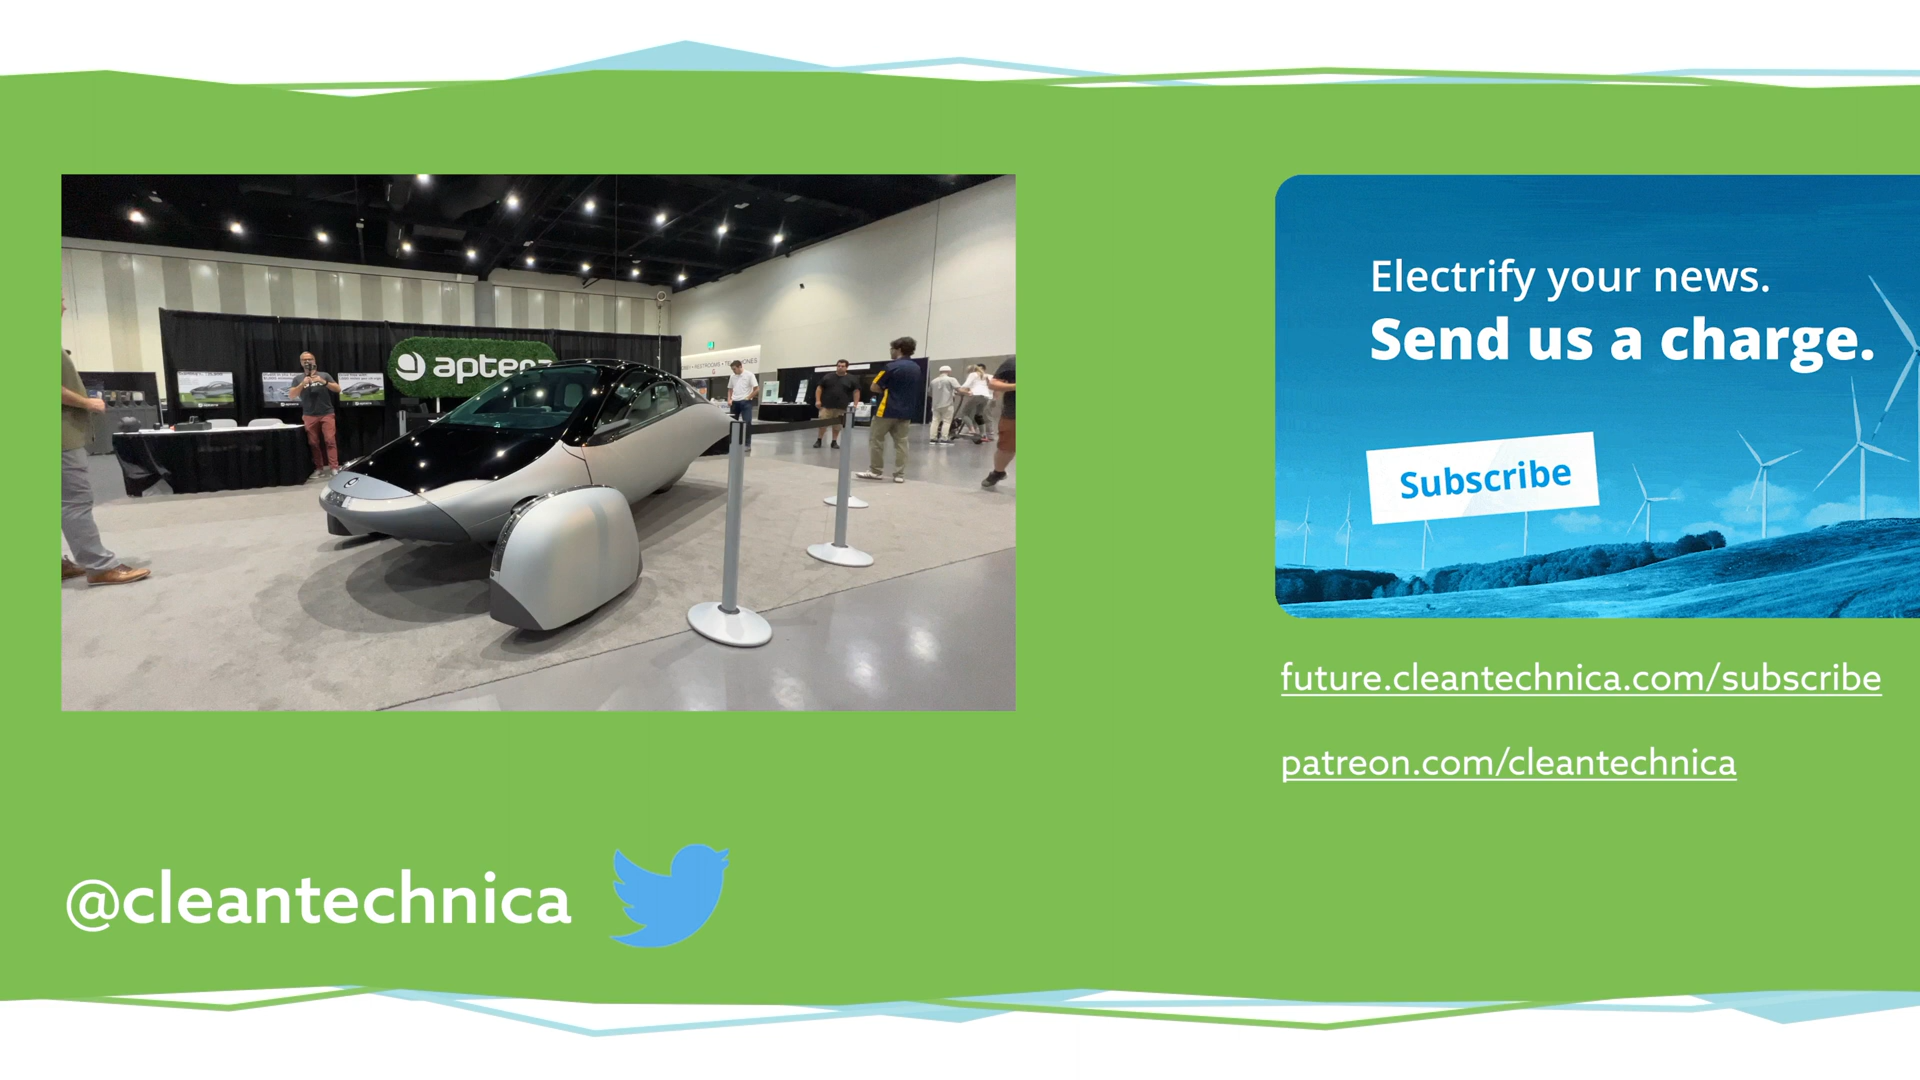 Electrify your news.
Send us a charge.
Subscribe
future.cleantechnica.com/subscribe
patreon.com/cleantechnica
@cleantechnica